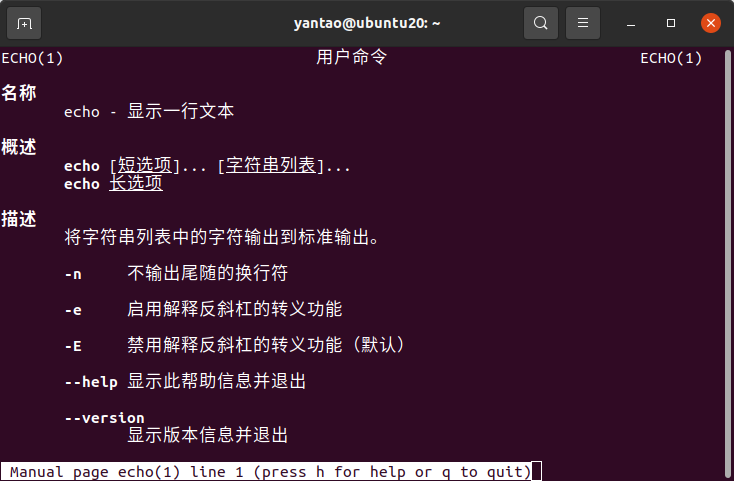 yantao@ubuntu20: ~
ECHO(1) 用户命令 ECHO(1)
名称
echo - 显示一行文本
概述
echo [短选项]... [字符串列表]...
echo 长选项
描述
将字符串列表中的字符输出到标准输出。
-n 不输出尾随的换行符
-e 启用解释反斜杠的转义功能
-E 禁用解释反斜杠的转义功能（默认）
--help 显示此帮助信息并退出
--version
显示版本信息并退出
Manual page echo(1) line 1 (press h for help or q to quit)